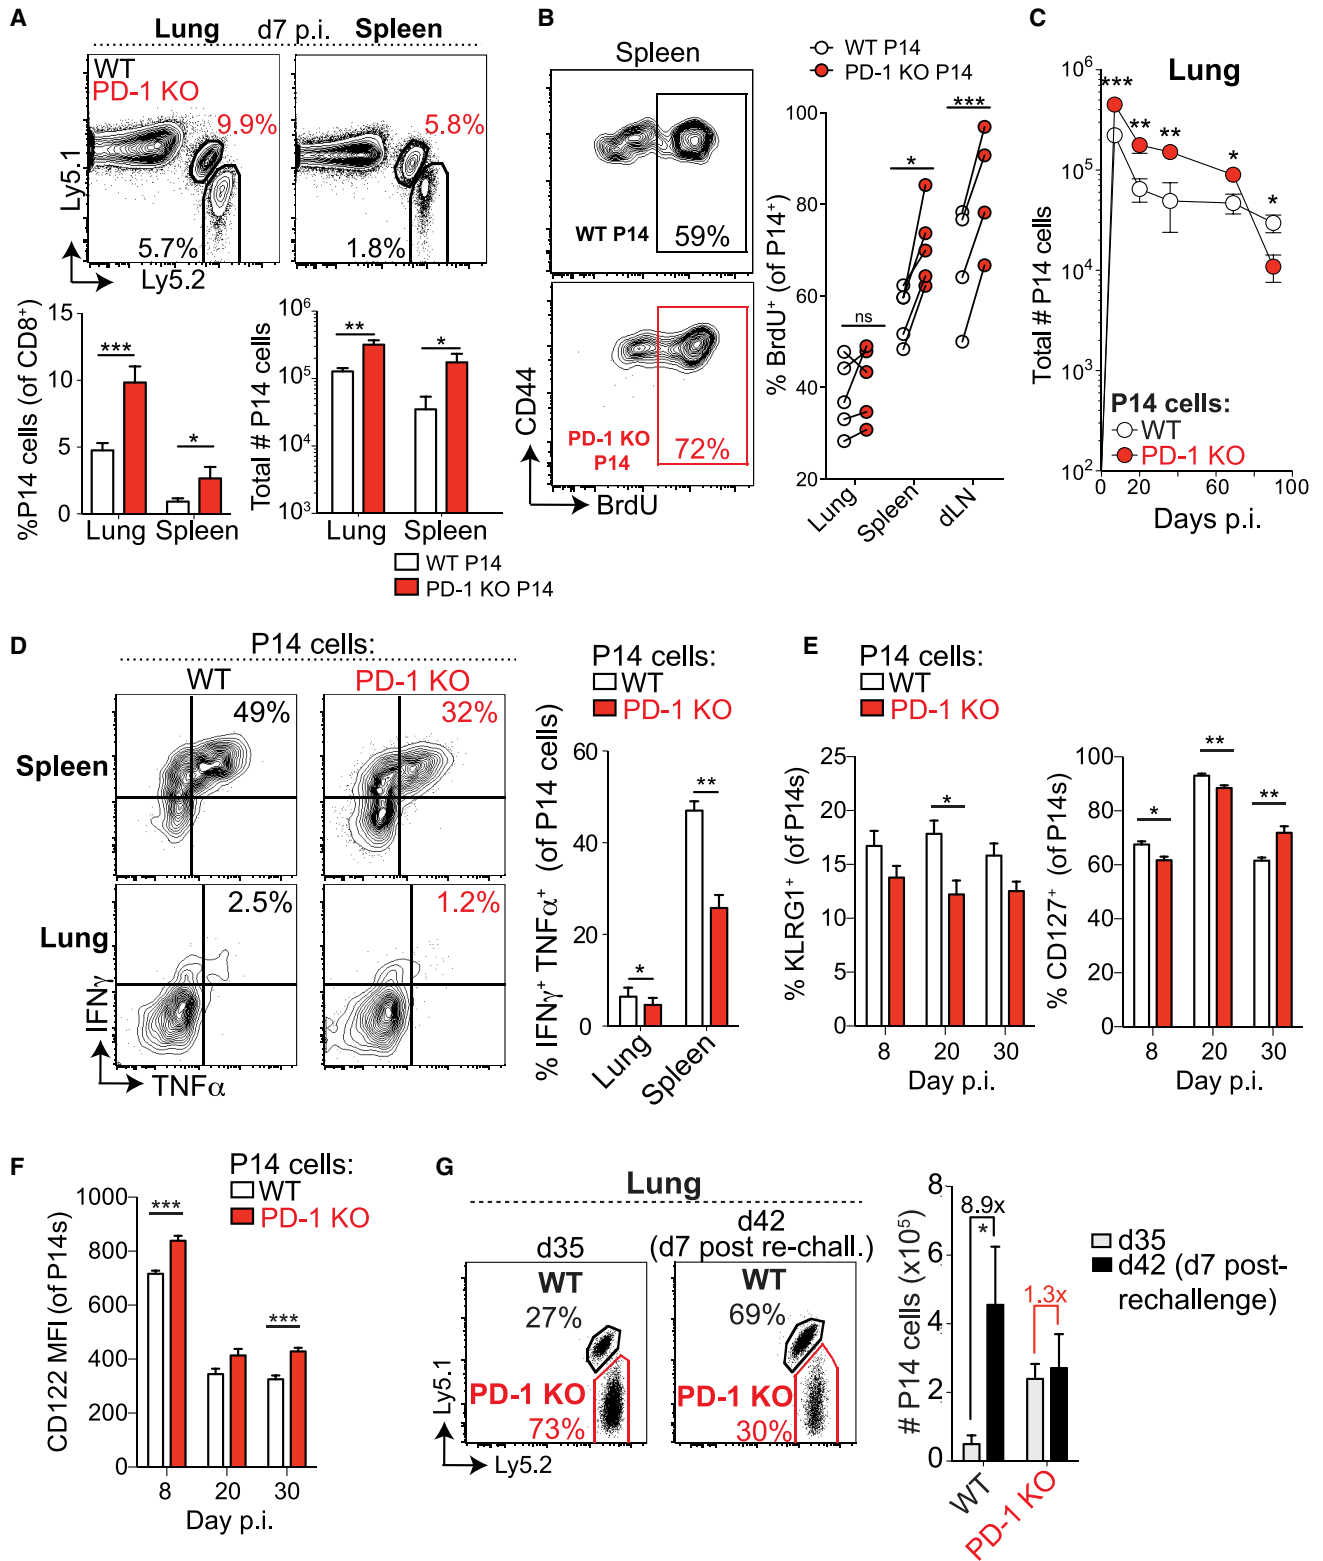 A
Lung d7 p.i. Spleen
WT
PD-1 KO
9.9%
5.8%
5.7%
1.8%
Ly5.1
Ly5.2
%P14 cells (of CD8+)
15
10
5
0
***
*
Lung Spleen
Total # P14 cells
10^6
10^5
10^4
10^3
**
*
Lung Spleen
WT P14
PD-1 KO P14
B
Spleen
WT P14
59%
PD-1 KO
P14
72%
CD44
BrdU
WT P14
PD-1 KO P14
% BrdU+ (of P14+)
100
80
60
40
20
ns
*
***
Lung
Spleen
dLN
C
Lung
Total # P14 cells
10^6
10^5
10^4
10^3
10^2
***
**
**
*
*
P14 cells:
WT
PD-1 KO
0 20 60 100
Days p.i.
D
P14 cells:
WT PD-1 KO
49%
32%
Spleen
2.5%
1.2%
Lung
IFNγ
TNFα
P14 cells:
WT
PD-1 KO
% IFNγ+ TNFα+ (of P14 cells)
60
40
20
0
*
**
Lung
Spleen
E
P14 cells:
WT
PD-1 KO
% KLRG1+ (of P14s)
25
20
15
10
5
0
*
8 20 30
Day p.i.
% CD127+ (of P14s)
100
80
60
40
20
0
*
**
**
8 20 30
Day p.i.
F
P14 cells:
WT
PD-1 KO
CD122 MFI (of P14s)
1000
800
600
400
200
0
***
***
8 20 30
Day p.i.
G
Lung
d35
d42
(d7 post re-chall.)
WT
27%
PD-1 KO
73%
WT
69%
PD-1 KO
30%
Ly5.1
Ly5.2
# P14 cells (x10^5)
8
6
4
2
0
8.9x
*
1.3x
WT
PD-1 KO
d35
d42 (d7 post-
rechallenge)